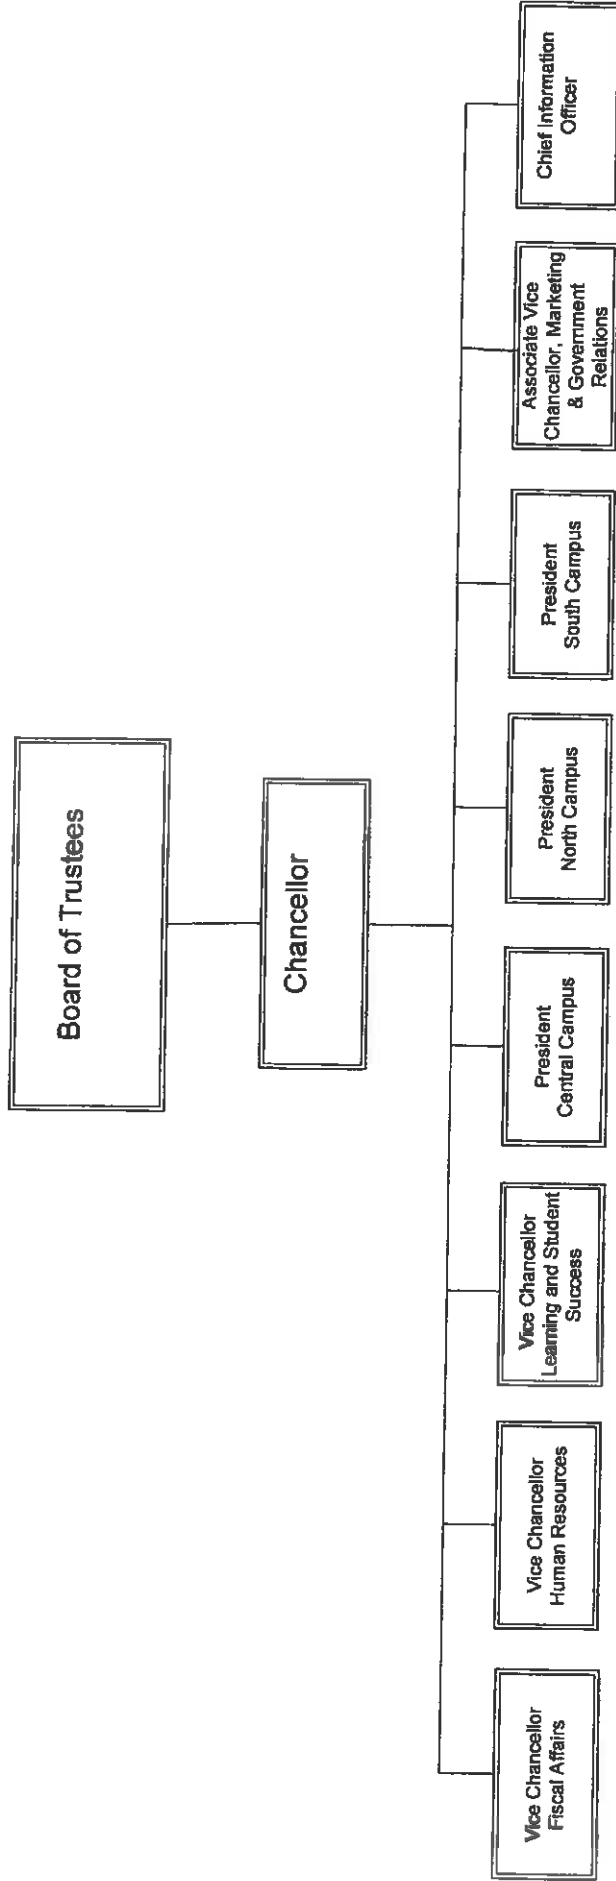 Board of Trustees
Chancellor
Vice Chancellor
Fiscal Affairs
Vice Chancellor
Human Resources
Vice Chancellor
Learning and Student
Success
President
Central Campus
President
North Campus
President
South Campus
Associate Vice
Chancellor, Marketing
& Government
Relations
Chief Information
Officer